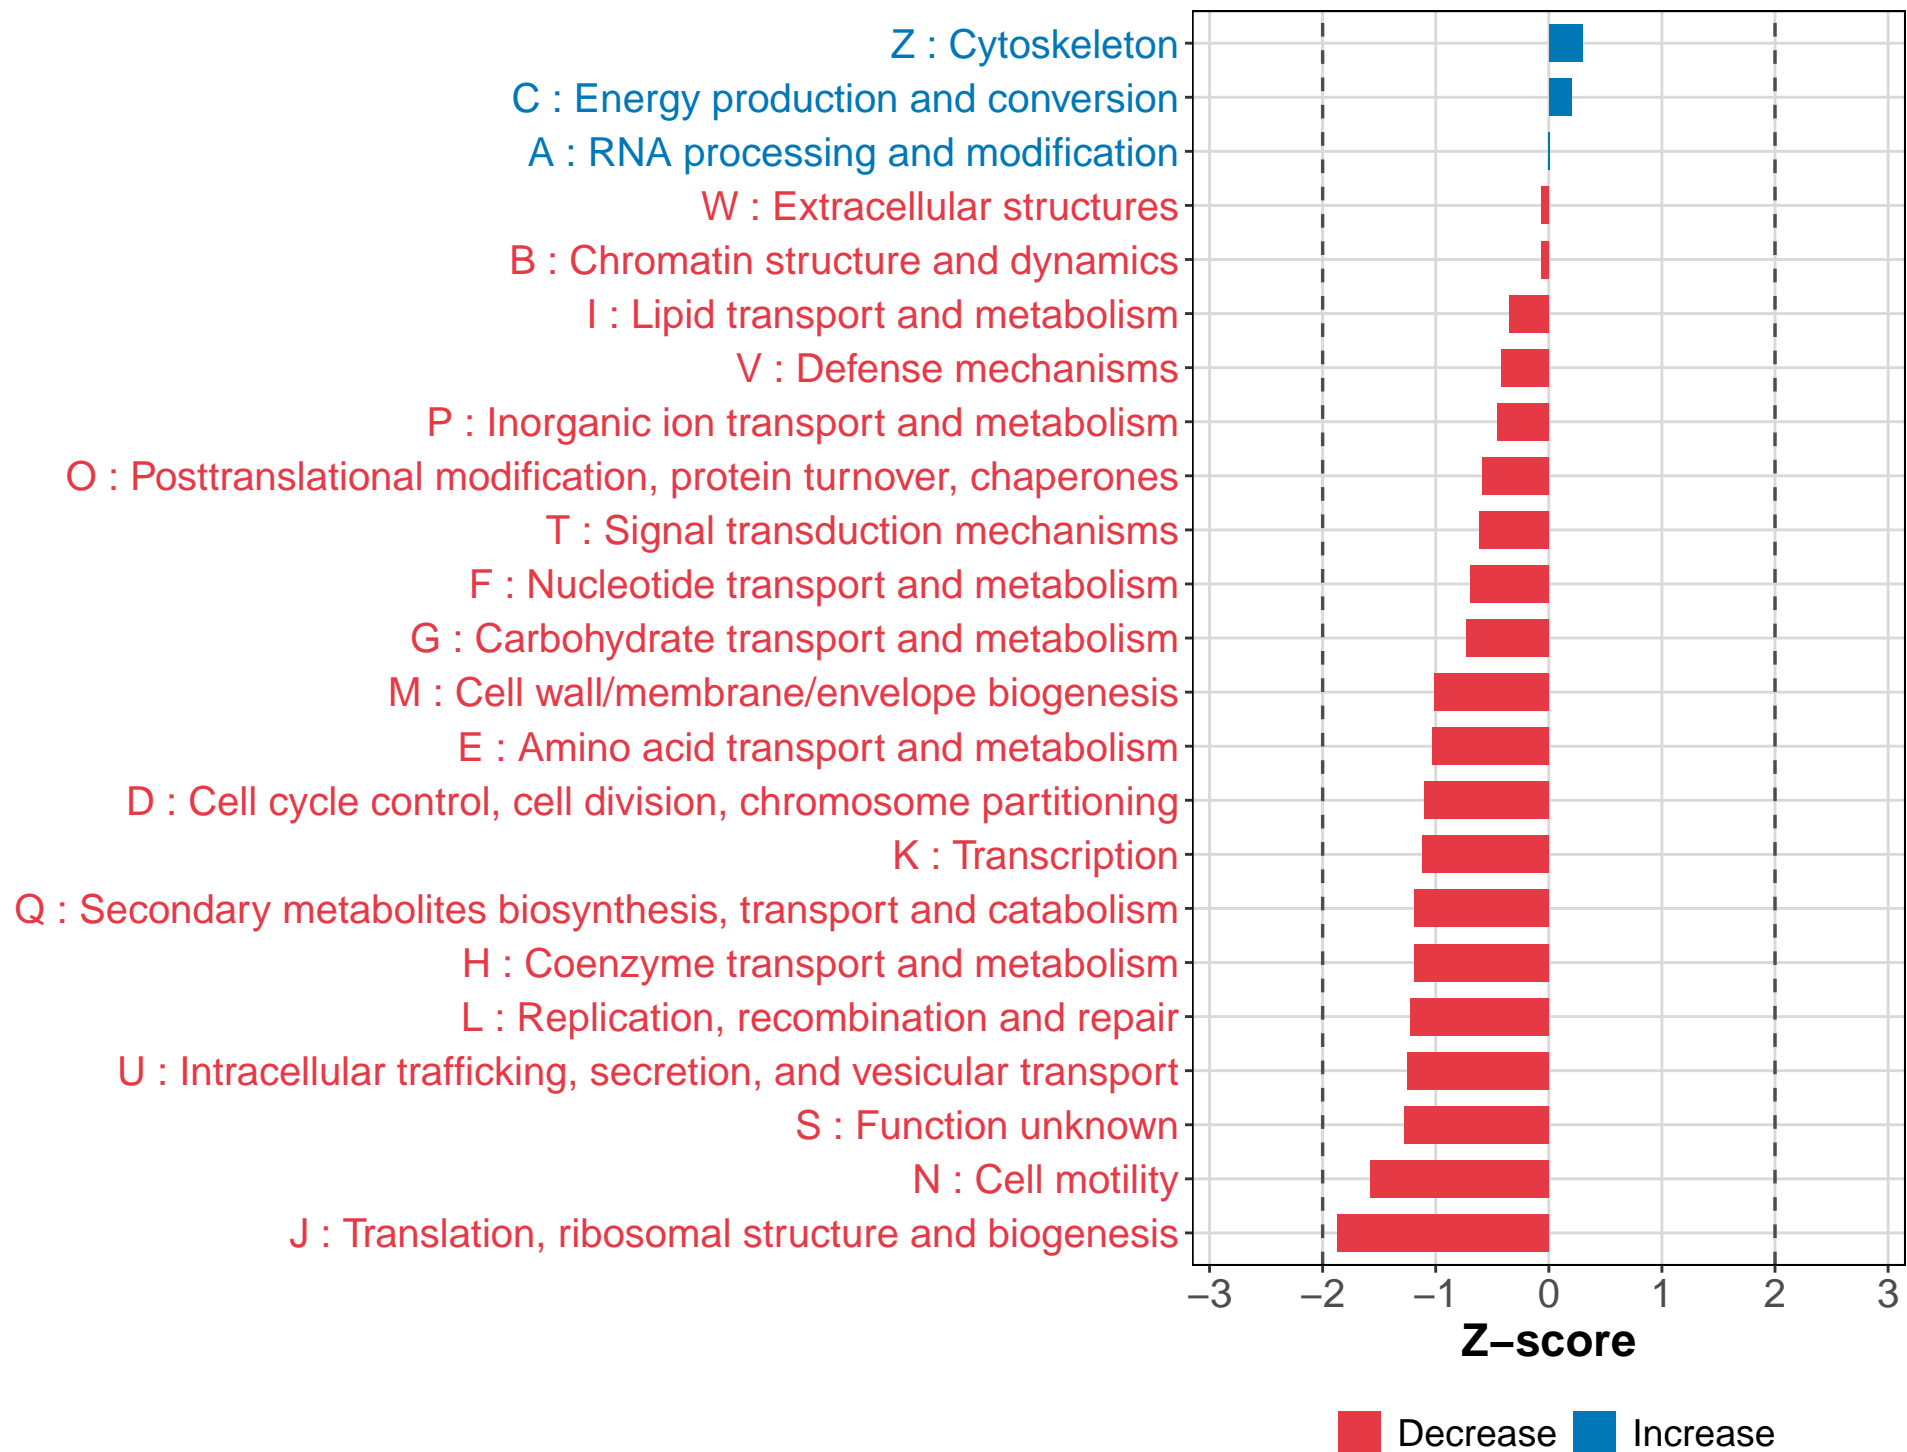 Z : Cytoskeleton
C : Energy production and conversion
A : RNA processing and modification
W : Extracellular structures
B : Chromatin structure and dynamics
I : Lipid transport and metabolism
V : Defense mechanisms
P : Inorganic ion transport and metabolism
O : Posttranslational modification, protein turnover, chaperones
T : Signal transduction mechanisms
F : Nucleotide transport and metabolism
G : Carbohydrate transport and metabolism
M : Cell wall/membrane/envelope biogenesis
E : Amino acid transport and metabolism
D : Cell cycle control, cell division, chromosome partitioning
K : Transcription
Q : Secondary metabolites biosynthesis, transport and catabolism
H : Coenzyme transport and metabolism
L : Replication, recombination and repair
U : Intracellular trafficking, secretion, and vesicular transport
S : Function unknown
N : Cell motility
J : Translation, ribosomal structure and biogenesis
−3 −2 −1 0 1 2 3
Z−score
Decrease Increase